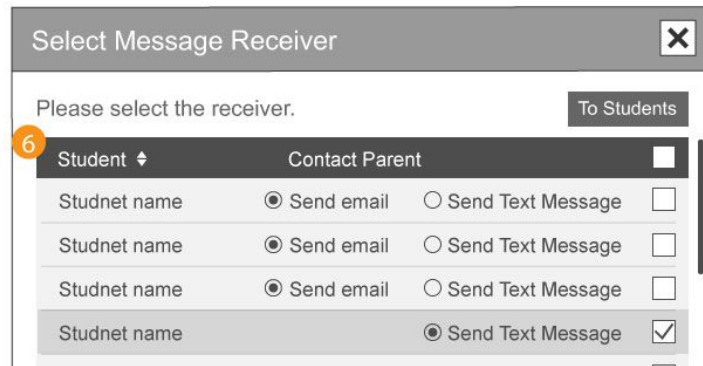 Select Message Receiver
Please select the receiver. To Students
6
Student Contact Parent
Studnet name Send email Send Text Message
Studnet name Send email Send Text Message
Studnet name Send email Send Text Message
Studnet name Send Text Message